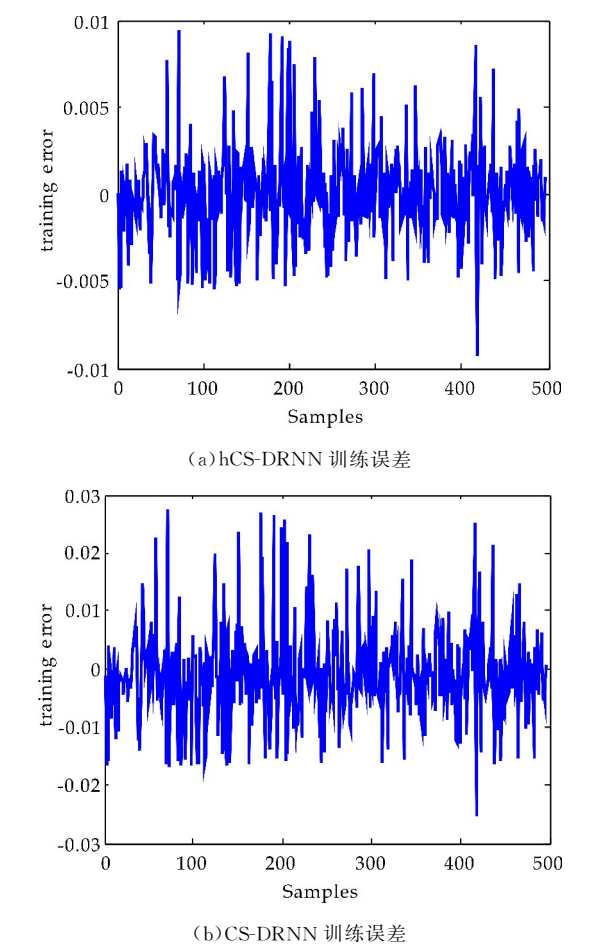 0.01
0.005
0
-0.005
-0.01
training error
0 100 200 300 400 500
Samples
(a)hCS-DRNN 训练误差
0.03
0.02
0.01
0
-0.01
-0.02
-0.03
training error
0 100 200 300 400 500
Samples
(b)CS-DRNN 训练误差